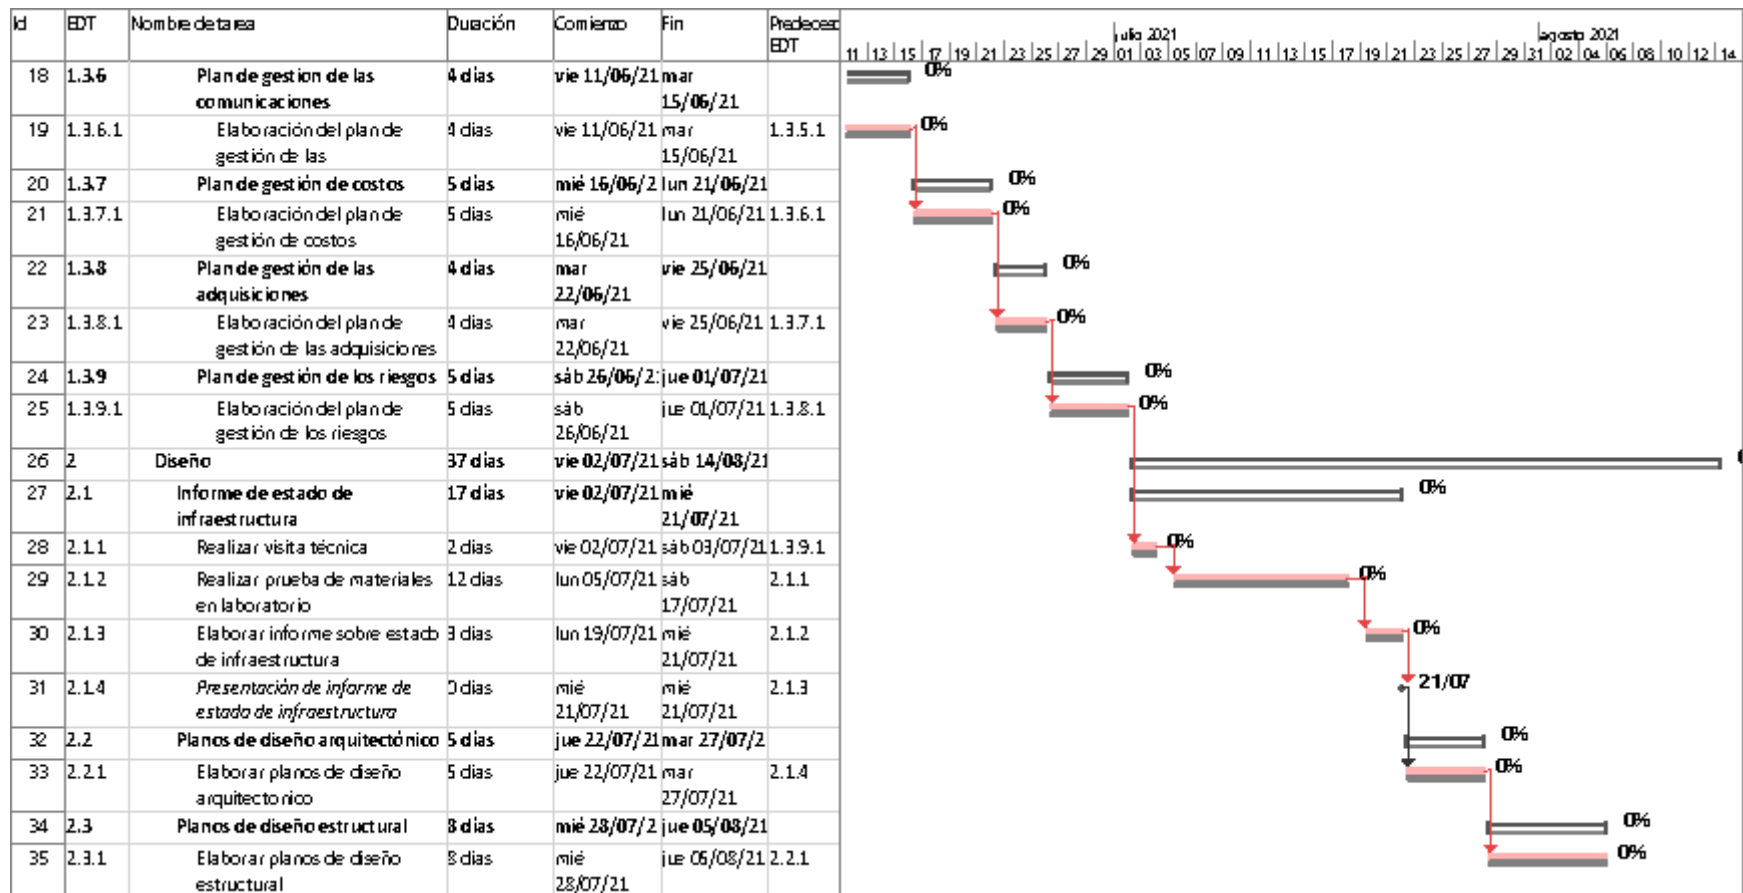 Id EDT Nombre de tarea Duración Comienzo Fin Predeceso
EDT
julio 2021 agosto 2021
11 13 15 17 19 21 23 25 27 29 01 03 05 07 09 11 13 15 17 19 21 23 25 27 29 31 02 04 06 08 10 12 14
18 1.3.6 Plan de gestion de las 4 días vie 11/06/21 mar 0%
comunicaciones 15/06/21
19 1.3.6.1 Elaboración del plan de 4 días vie 11/06/21 mar 1.3.5.1 0%
gestión de las 15/06/21
20 1.3.7 Plan de gestión de costos 5 días mié 16/06/2 lun 21/06/21 0%
21 1.3.7.1 Elaboración del plan de 5 días mié lun 21/06/21 1.3.6.1 0%
gestión de costos 16/06/21
22 1.3.8 Plan de gestión de las 4 días mar vie 25/06/21 0%
adquisiciones 22/06/21
23 1.3.8.1 Elaboración del plan de 4 días mar vie 25/06/21 1.3.7.1 0%
gestión de las adquisiciones 22/06/21
24 1.3.9 Plan de gestión de los riesgos 5 días sáb 26/06/2 jue 01/07/21 0%
25 1.3.9.1 Elaboración del plan de 5 días sáb jue 01/07/21 1.3.8.1 0%
gestión de los riesgos 26/06/21
26 2 Diseño 37 días vie 02/07/21 sáb 14/08/21
27 2.1 Informe de estado de 17 días vie 02/07/21 mié 0%
infraestructura 21/07/21
28 2.1.1 Realizar visita técnica 2 días vie 02/07/21 sáb 03/07/21 1.3.9.1 0%
29 2.1.2 Realizar prueba de materiales 12 días lun 05/07/21 sáb 2.1.1 0%
en laboratorio 17/07/21
30 2.1.3 Elaborar informe sobre estado 3 días lun 19/07/21 mié 2.1.2 0%
de infraestructura 21/07/21
31 2.1.4 Presentación de informe de 0 días mié mié 2.1.3 21/07
estado de infraestructura 21/07/21 21/07/21
32 2.2 Planos de diseño arquitectónico 5 días jue 22/07/21 mar 27/07/2 0%
33 2.2.1 Elaborar planos de diseño 5 días jue 22/07/21 mar 2.1.4 0%
arquitectonico 27/07/21
34 2.3 Planos de diseño estructural 8 días mié 28/07/2 jue 05/08/21 0%
35 2.3.1 Elaborar planos de diseño 8 días mié jue 05/08/21 2.2.1 0%
estructural 28/07/21